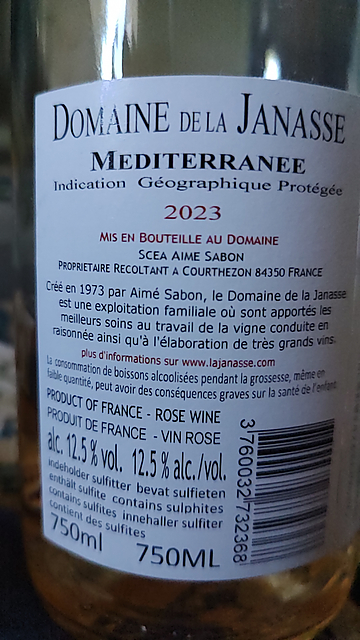 DOMAINE DE LA JANASSE
MEDITERRANEE
Indication Géographique Protégée
2023
MIS EN BOUTEILLE AU DOMAINE
SCEA AIME SABON
PROPRIETAIRE RECOLTANT A COURTHEZON 84350 FRANCE
Créé en 1973 par Aimé Sabon, le Domaine de la Janasse
est une exploitation familiale où sont apportés les
meilleurs soins au travail de la vigne conduite en
raisonnée ainsi qu'à l'élaboration de très grands vins.
plus d'informations sur www.lajanasse.com
La consommation de boissons alcoolisées pendant la grossesse, même en
faible quantité, peut avoir des conséquences graves sur la santé de l'enfant.
PRODUCT OF FRANCE - ROSE WINE
PRODUIT DE FRANCE - VIN ROSE
alc. 12.5 % vol. 12.5 % alc./vol.
indeholder sulfitter bevat sulfieten
enthält sulfite contains sulphites
contains sulfites innehaller sulfiter
contient des sulfites
750ml 750ML
3 760032 732368